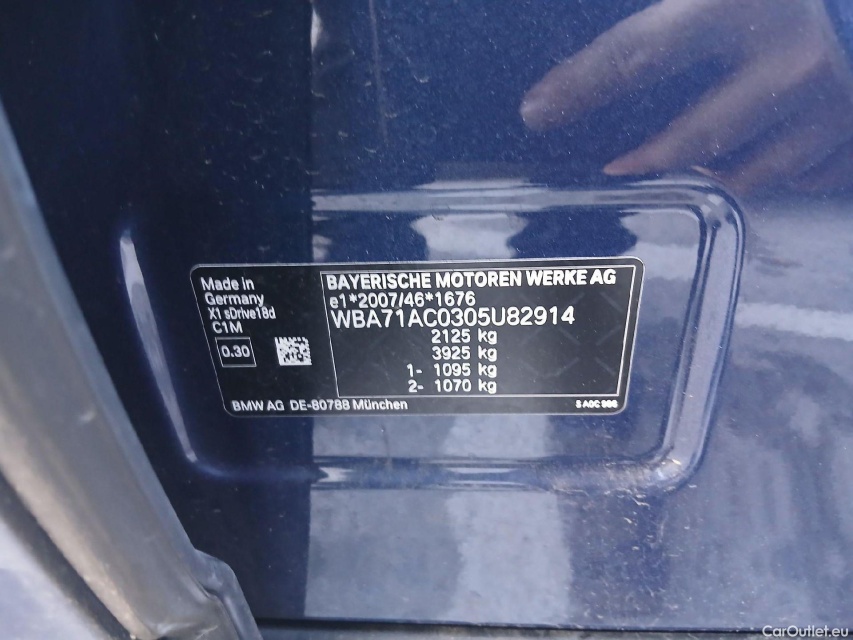 Made in
Germany
X1 sDrive18d
C1M
0.30
BAYERISCHE MOTOREN WERKE AG
e1*2007/46*1676
WBA71AC0305U82914
2125 kg
3925 kg
1- 1095 kg
2- 1070 kg
BMW AG DE-80788 München
CarOutlet.eu